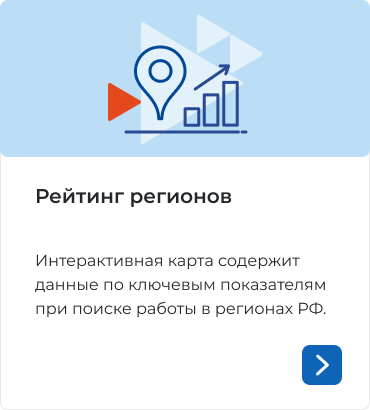 Рейтинг регионов
Интерактивная карта содержит
данные по ключевым показателям
при поиске работы в регионах РФ.